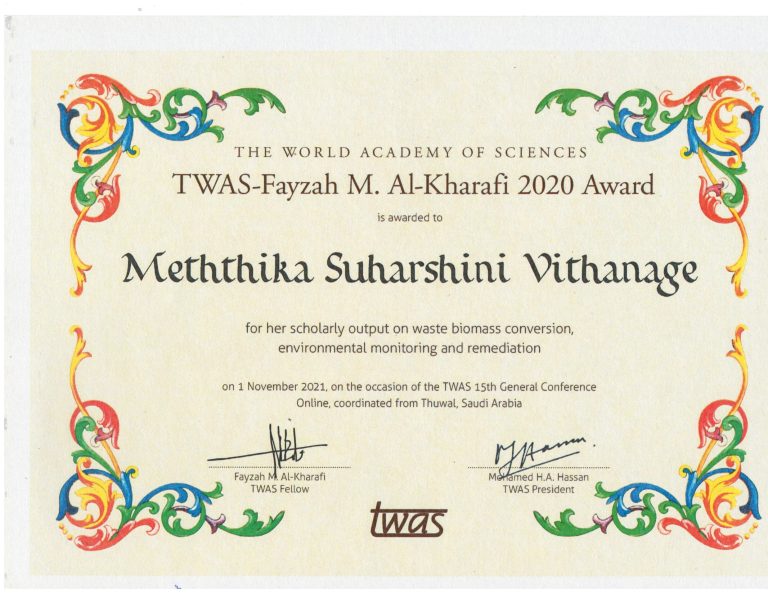 THE WORLD ACADEMY OF SCIENCES
TWAS-Fayzah M. Al-Kharafi 2020 Award
is awarded to
Meththika Suharshini Vithanage
for her scholarly output on waste biomass conversion,
environmental monitoring and remediation
on 1 November 2021, on the occasion of the TWAS 15th General Conference
Online, coordinated from Thuwal, Saudi Arabia
Fayzah M. Al-Kharafi
TWAS Fellow
Mohamed H.A. Hassan
TWAS President
twas